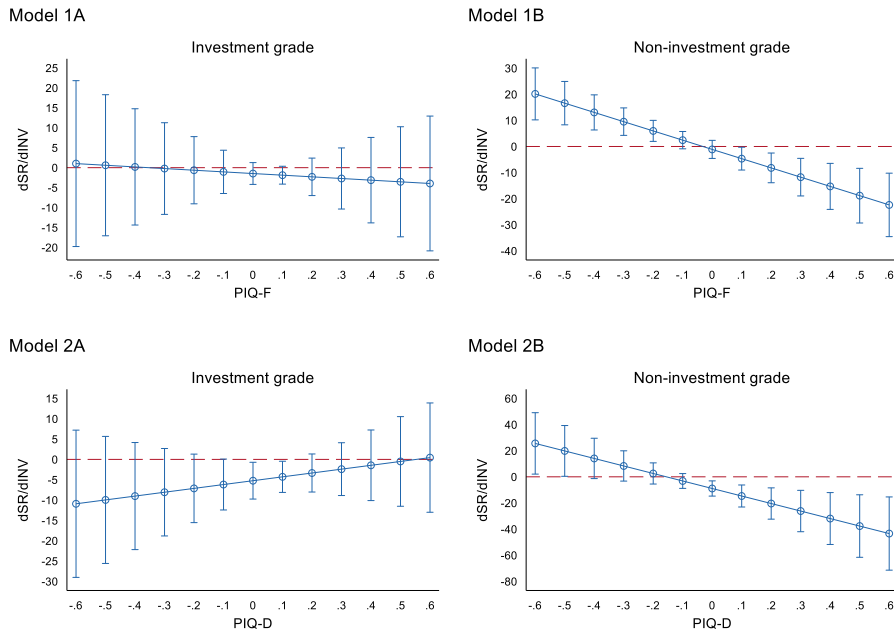 Model 1A
Investment grade
dSR/dINV
25
20
15
10
5
0
-5
-10
-15
-20
-.6 -.5 -.4 -.3 -.2 -.1 0 .1 .2 .3 .4 .5 .6
PIQ-F
Model 1B
Non-investment grade
dSR/dINV
30
20
10
0
-10
-20
-30
-40
-.6 -.5 -.4 -.3 -.2 -.1 0 .1 .2 .3 .4 .5 .6
PIQ-F
Model 2A
Investment grade
dSR/dINV
15
10
5
0
-5
-10
-15
-20
-25
-30
-.6 -.5 -.4 -.3 -.2 -.1 0 .1 .2 .3 .4 .5 .6
PIQ-D
Model 2B
Non-investment grade
dSR/dINV
60
40
20
0
-20
-40
-60
-80
-.6 -.5 -.4 -.3 -.2 -.1 0 .1 .2 .3 .4 .5 .6
PIQ-D